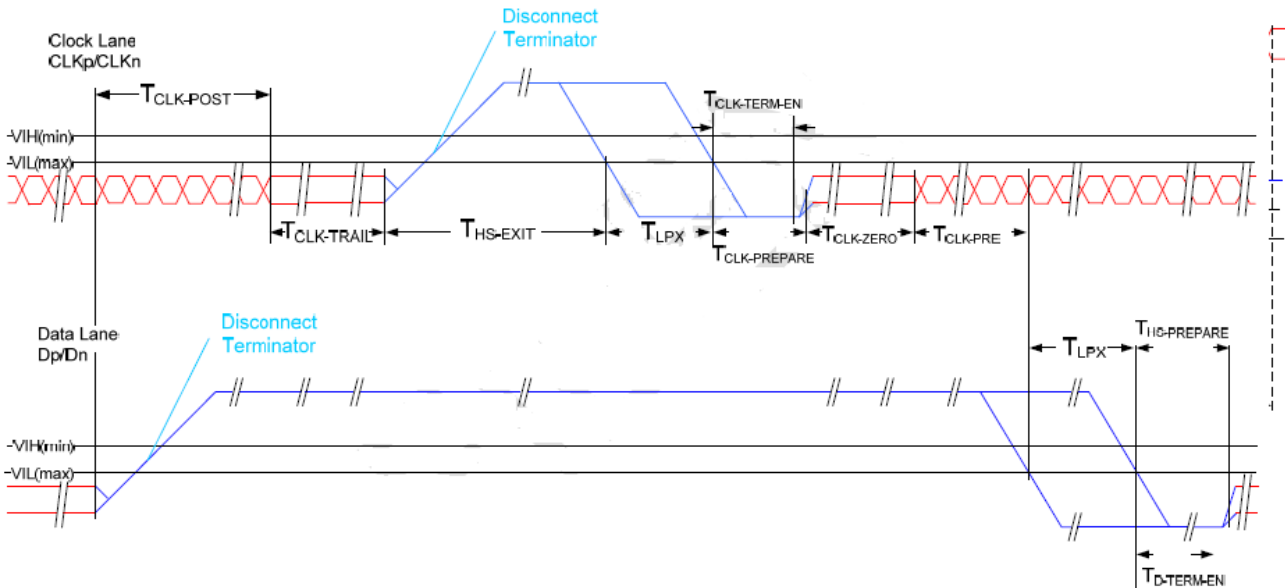 Disconnect
Terminator
Clock Lane
CLKp/CLKn
TCLK-POST
TCLK-TERM-EN
VIH(min)
VIL(max)
TCLK-TRAIL
THS-EXIT
TLPX
TCLK-PREPARE
TCLK-ZERO
TCLK-PRE
Disconnect
Terminator
Data Lane
Dp/Dn
TLPX
THS-PREPARE
VIH(min)
VIL(max)
TD-TERM-EN